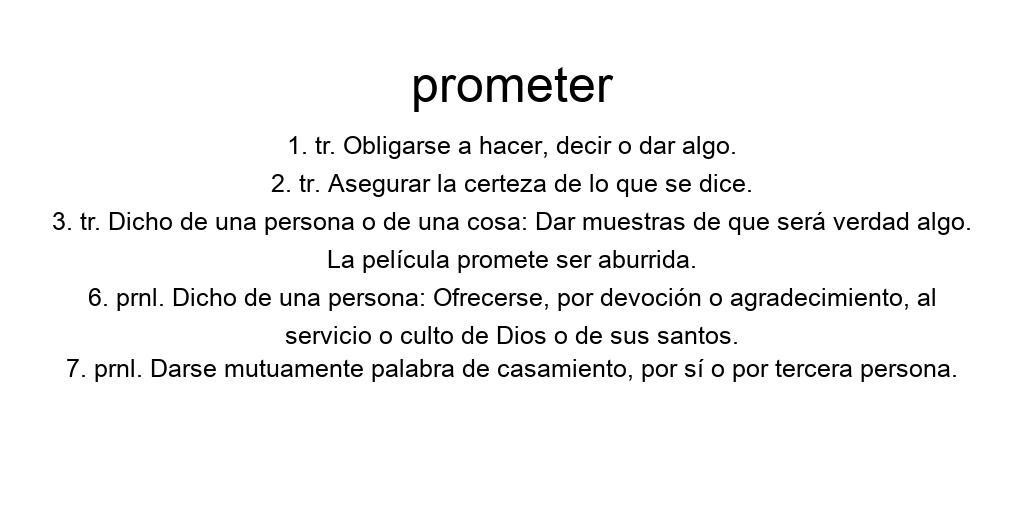 prometer
1. tr. Obligarse a hacer, decir o dar algo.
2. tr. Asegurar la certeza de lo que se dice.
3. tr. Dicho de una persona o de una cosa: Dar muestras de que será verdad algo.
La película promete ser aburrida.
6. prnl. Dicho de una persona: Ofrecerse, por devoción o agradecimiento, al
servicio o culto de Dios o de sus santos.
7. prnl. Darse mutuamente palabra de casamiento, por sí o por tercera persona.